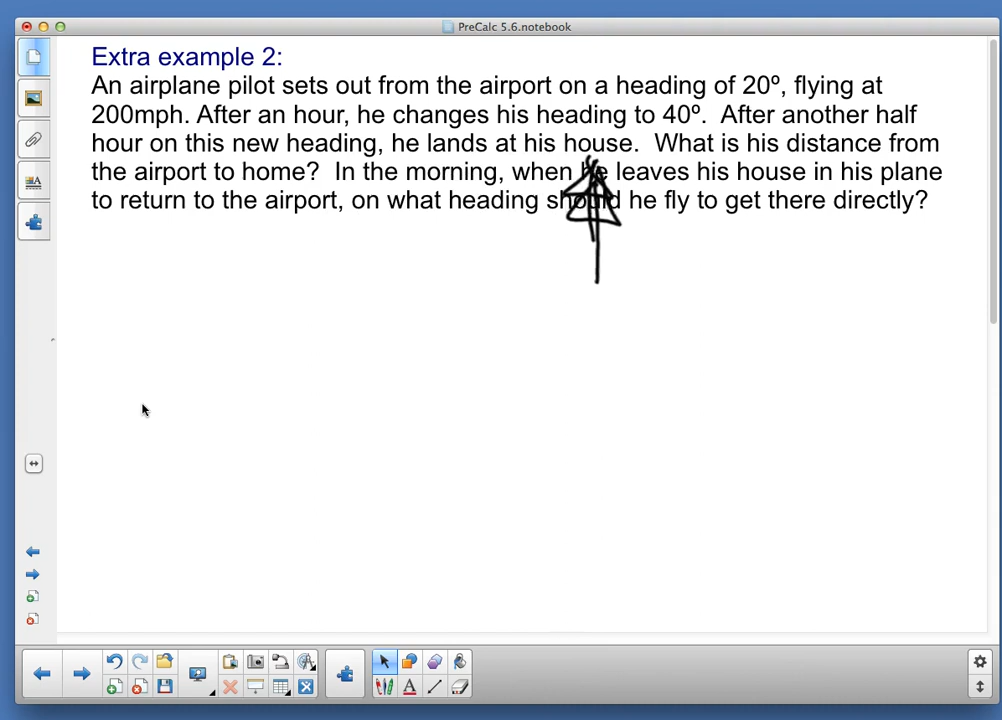 PreCalc 5.6.notebook
Extra example 2:
An airplane pilot sets out from the airport on a heading of 20º, flying at
200mph. After an hour, he changes his heading to 40º.  After another half
hour on this new heading, he lands at his house.  What is his distance from
the airport to home?  In the morning, when he leaves his house in his plane
to return to the airport, on what heading should he fly to get there directly?